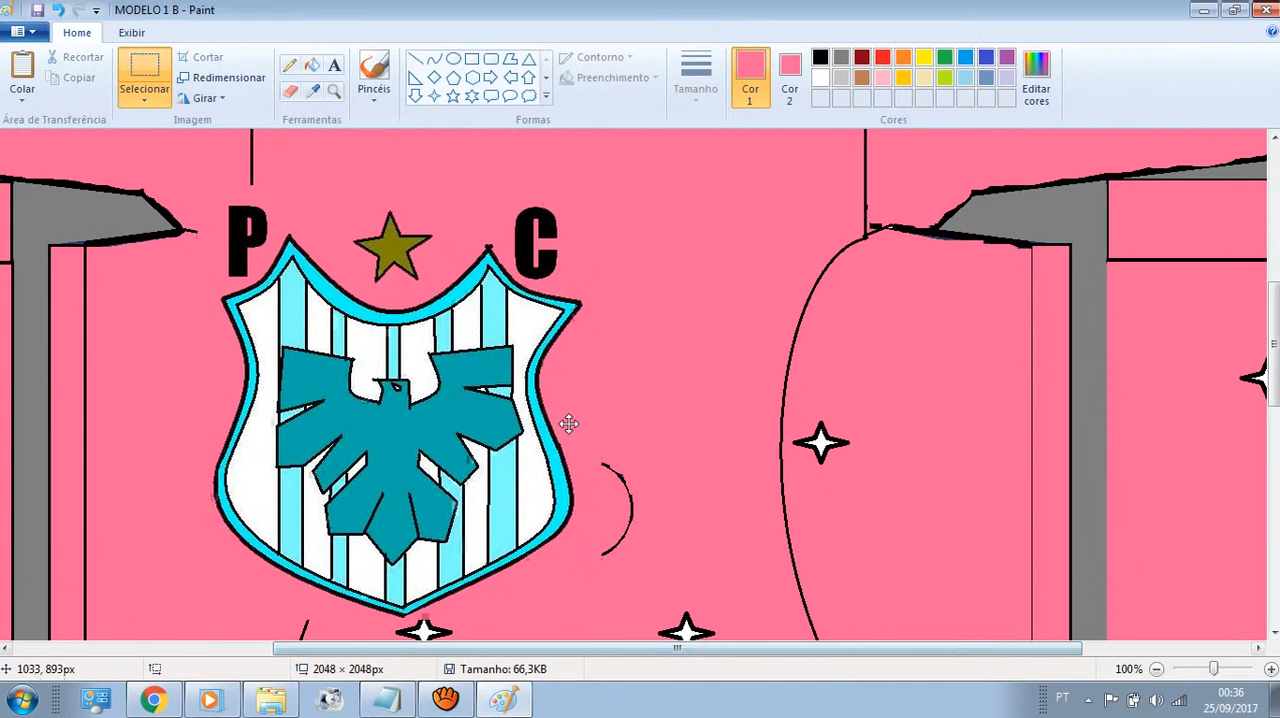 MODELO 1 B - Paint
Home
Exibir
Colar
Recortar
Copiar
Área de Transferência
Selecionar
Cortar
Redimensionar
Girar
Imagem
A
Ferramentas
Pincéis
Contorno
Preenchimento
Formas
Tamanho
Cor 1
Cor 2
Editar cores
Cores
P C
1033, 893px
2048 × 2048px
Tamanho: 66,3KB
100%
PT
00:36
25/09/2017